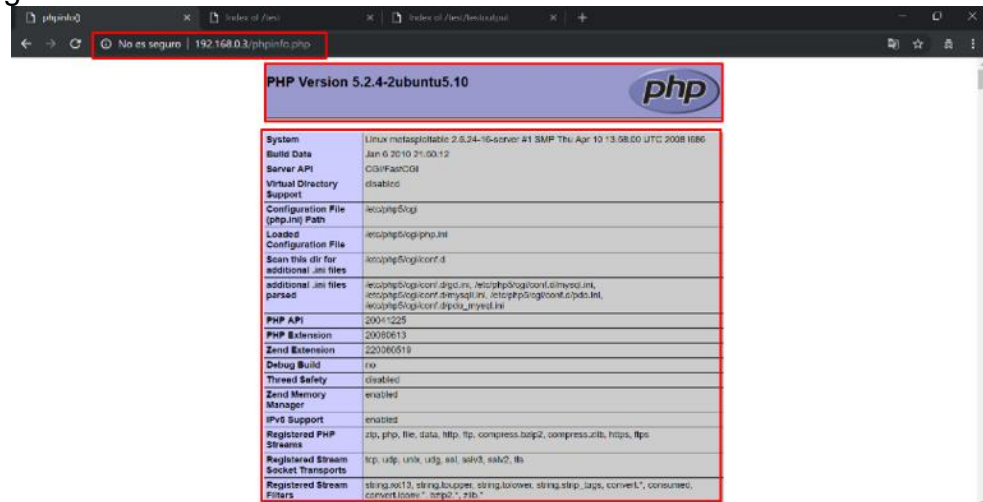 phpinfo()
Index of /test
Index of /test/testoutput
No es seguro | 192.168.0.3/phpinfo.php
PHP Version 5.2.4-2ubuntu5.10
php
System Linux metasploitable 2.6.24-16-server #1 SMP Thu Apr 10 13:58:00 UTC 2008 i686
Build Date Jan 6 2010 21:50:12
Server API CGI/FastCGI
Virtual Directory
Support disabled
Configuration File
(php.ini) Path /etc/php5/cgi
Loaded
Configuration File /etc/php5/cgi/php.ini
Scan this dir for
additional .ini files /etc/php5/cgi/conf.d
additional .ini files
parsed /etc/php5/cgi/conf.d/gd.ini, /etc/php5/cgi/conf.d/mysql.ini,
/etc/php5/cgi/conf.d/mysqli.ini, /etc/php5/cgi/conf.d/pdo.ini,
/etc/php5/cgi/conf.d/pdo_mysql.ini
PHP API 20041225
PHP Extension 20060613
Zend Extension 220060519
Debug Build no
Thread Safety disabled
Zend Memory
Manager enabled
IPv6 Support enabled
Registered PHP
Streams zip, php, file, data, http, ftp, compress.bzip2, compress.zlib, https, ftps
Registered Stream
Socket Transports tcp, udp, unix, udg, ssl, sslv3, sslv2, tls
Registered Stream
Filters string.rot13, string.toupper, string.tolower, string.strip_tags, convert.*, consumed,
convert.iconv.*, bzip2.*, zlib.*